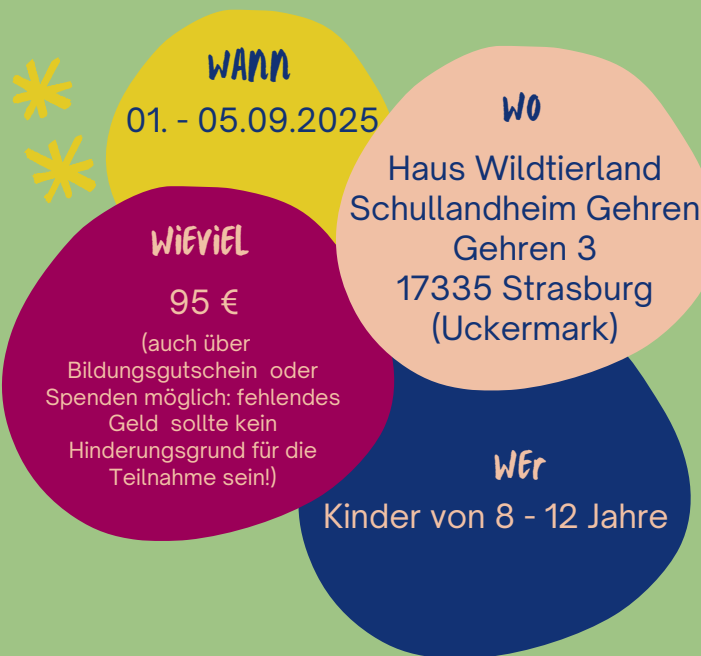 WANN
01. - 05.09.2025
WO
Haus Wildtierland
Schullandheim Gehren
Gehren 3
17335 Strasburg
(Uckermark)
WIEVIEL
95 €
(auch über
Bildungsgutschein oder
Spenden möglich: fehlendes
Geld sollte kein
Hinderungsgrund für die
Teilnahme sein!)
WER
Kinder von 8 - 12 Jahre